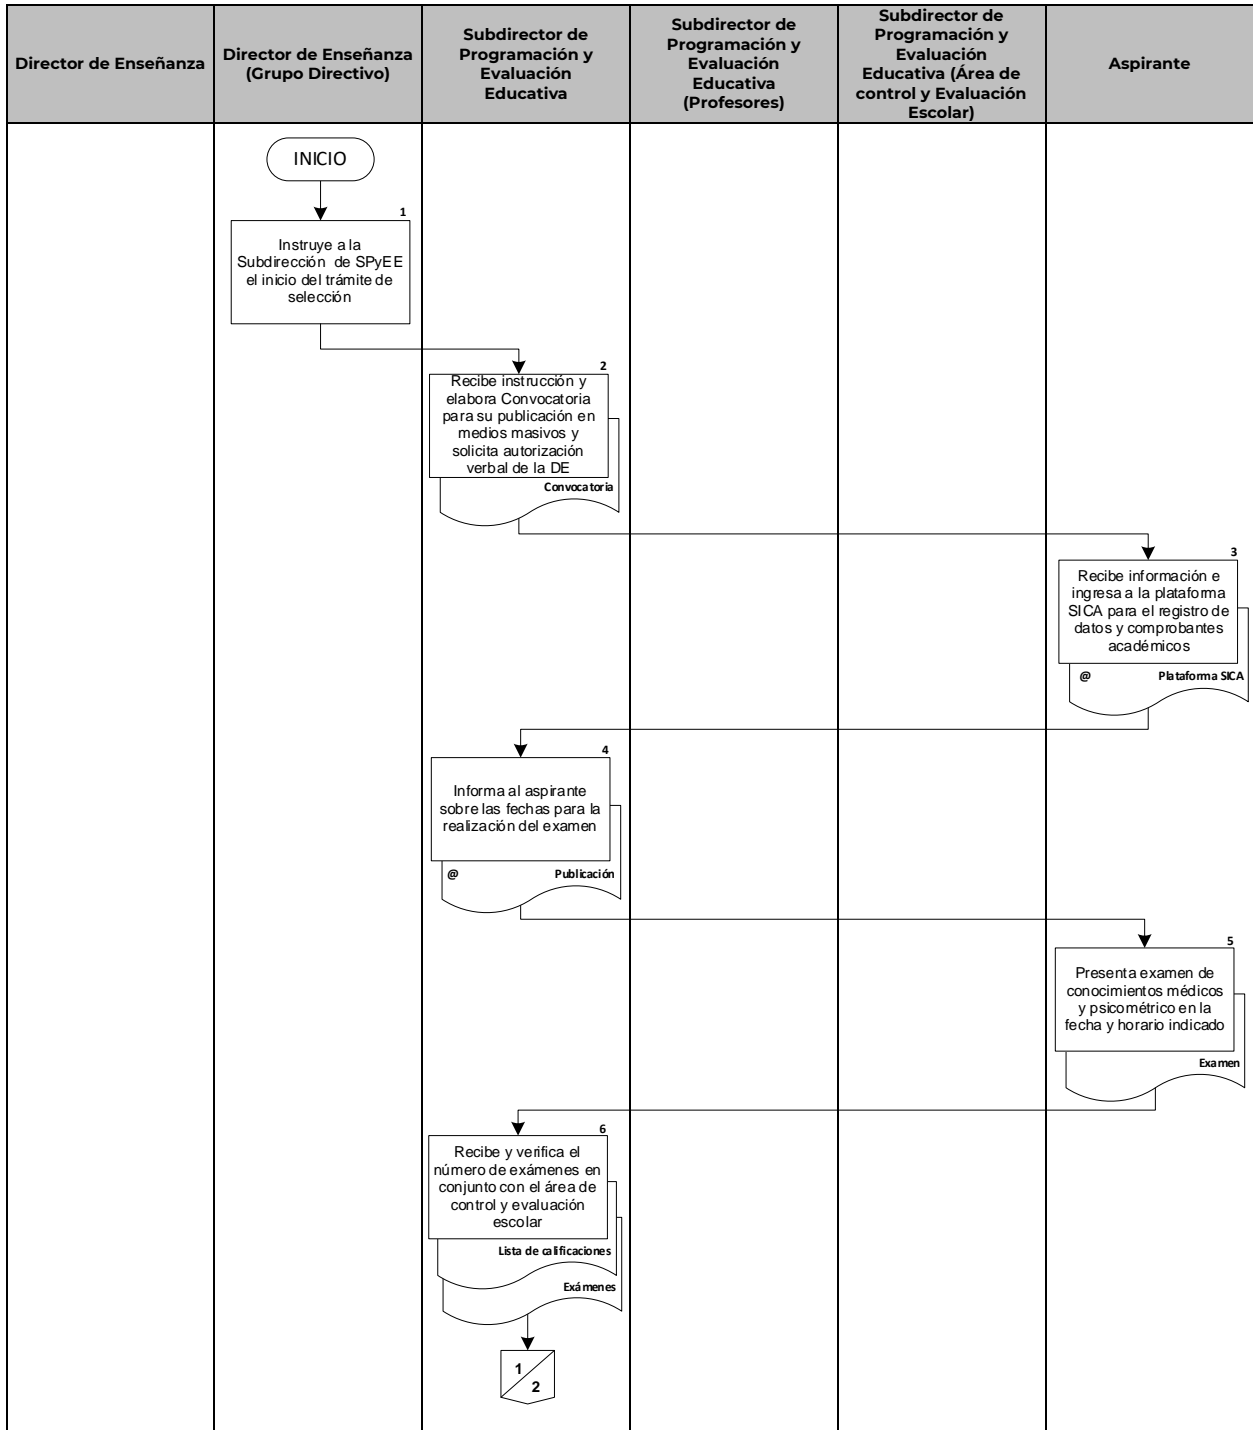 Director de Enseñanza
Director de Enseñanza
(Grupo Directivo)
Subdirector de
Programación y
Evaluación
Educativa
Subdirector de
Programación y
Evaluación
Educativa
(Profesores)
Subdirector de
Programación y
Evaluación
Educativa (Área de
control y Evaluación
Escolar)
Aspirante
INICIO
1
Instruye a la
Subdirección de SPyEE
el inicio del trámite de
selección
2
Recibe instrucción y
elabora Convocatoria
para su publicación en
medios masivos y
solicita autorización
verbal de la DE
Convocatoria
3
Recibe información e
ingresa a la plataforma
SICA para el registro de
datos y comprobantes
académicos
@ Plataforma SICA
4
Informa al aspirante
sobre las fechas para la
realización del examen
@ Publicación
5
Presenta examen de
conocimientos médicos
y psicométrico en la
fecha y horario indicado
Examen
6
Recibe y verifica el
número de exámenes en
conjunto con el área de
control y evaluación
escolar
Lista de calificaciones
Exámenes
1
2